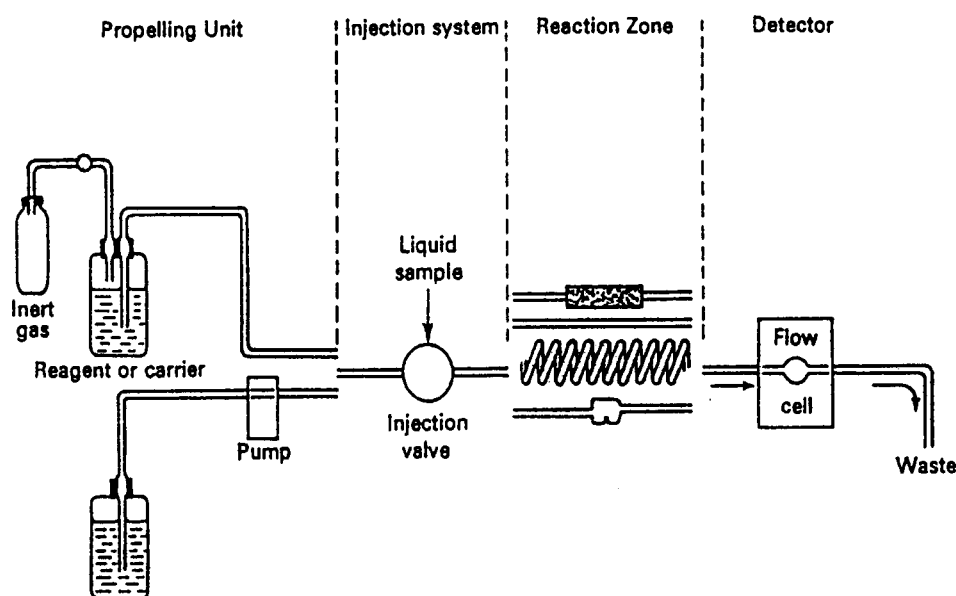 Propelling Unit
Injection system
Reaction Zone
Detector
Liquid
sample
Inert
gas
Reagent or carrier
Pump
Injection
valve
Flow
cell
Waste